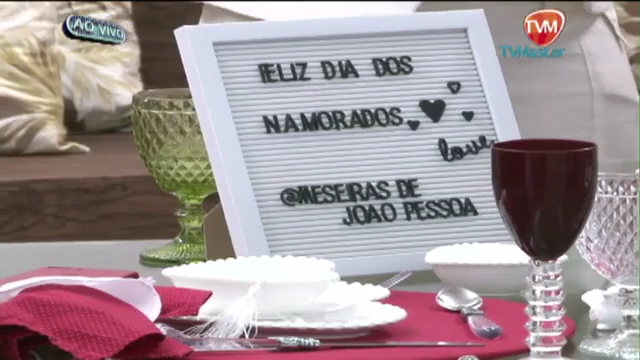 AO VIVO
TVM
TVMaster
FELIZ DIA DOS
NAMORADOS
love
@MESEIRAS DE
JOAO PESSOA